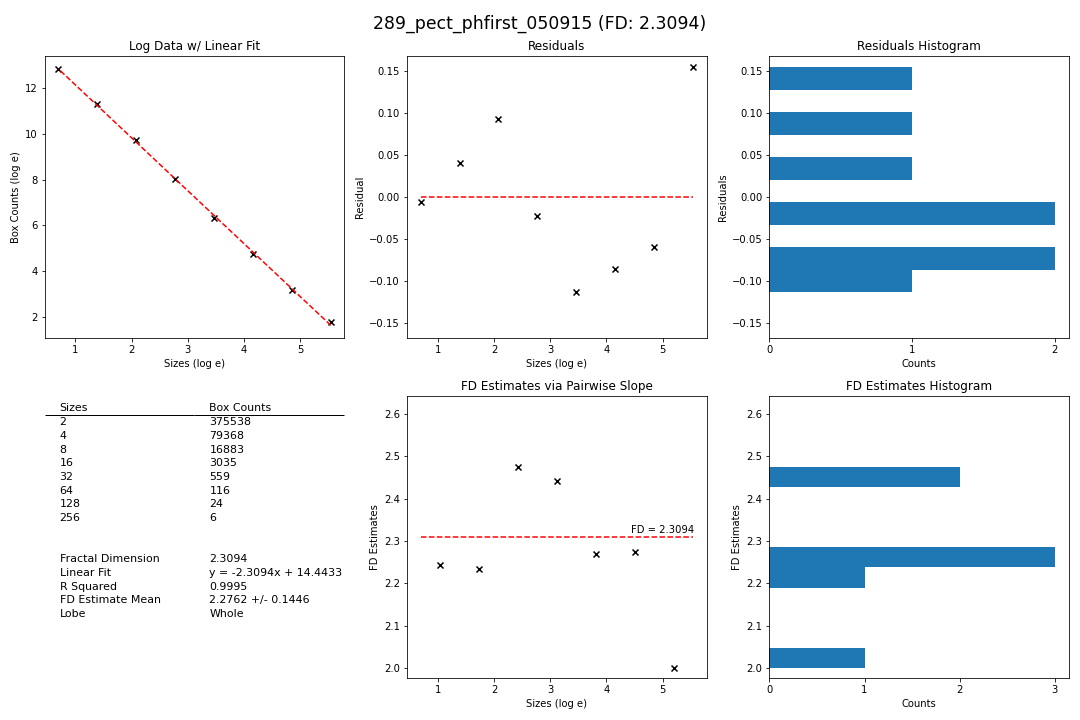 289_pect_phfirst_050915 (FD: 2.3094)
Log Data w/ Linear Fit
Box Counts (log e)
12
10
8
6
4
2
1
2
3
4
5
Sizes (log e)
Residuals
Residual
0.15
0.10
0.05
0.00
−0.05
−0.10
−0.15
1
2
3
4
5
Sizes (log e)
Residuals Histogram
Residuals
0.15
0.10
0.05
0.00
−0.05
−0.10
−0.15
0
1
2
Counts
Sizes Box Counts
2 375538
4 79368
8 16883
16 3035
32 559
64 116
128 24
256 6
Fractal Dimension 2.3094
Linear Fit y = -2.3094x + 14.4433
R Squared 0.9995
FD Estimate Mean 2.2762 +/- 0.1446
Lobe Whole
FD Estimates via Pairwise Slope
FD Estimates
2.6
2.5
2.4
2.3
2.2
2.1
2.0
FD = 2.3094
1
2
3
4
5
Sizes (log e)
FD Estimates Histogram
FD Estimates
2.6
2.5
2.4
2.3
2.2
2.1
2.0
0
1
2
3
Counts